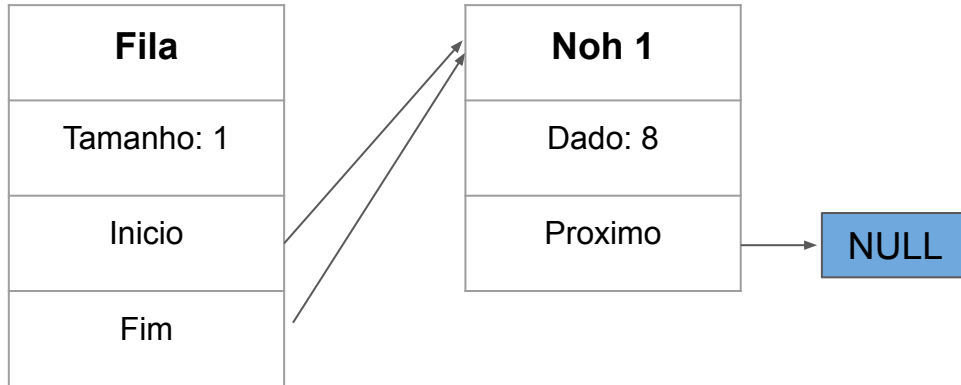 Fila
Tamanho: 1
Inicio
Fim
Noh 1
Dado: 8
Proximo
NULL